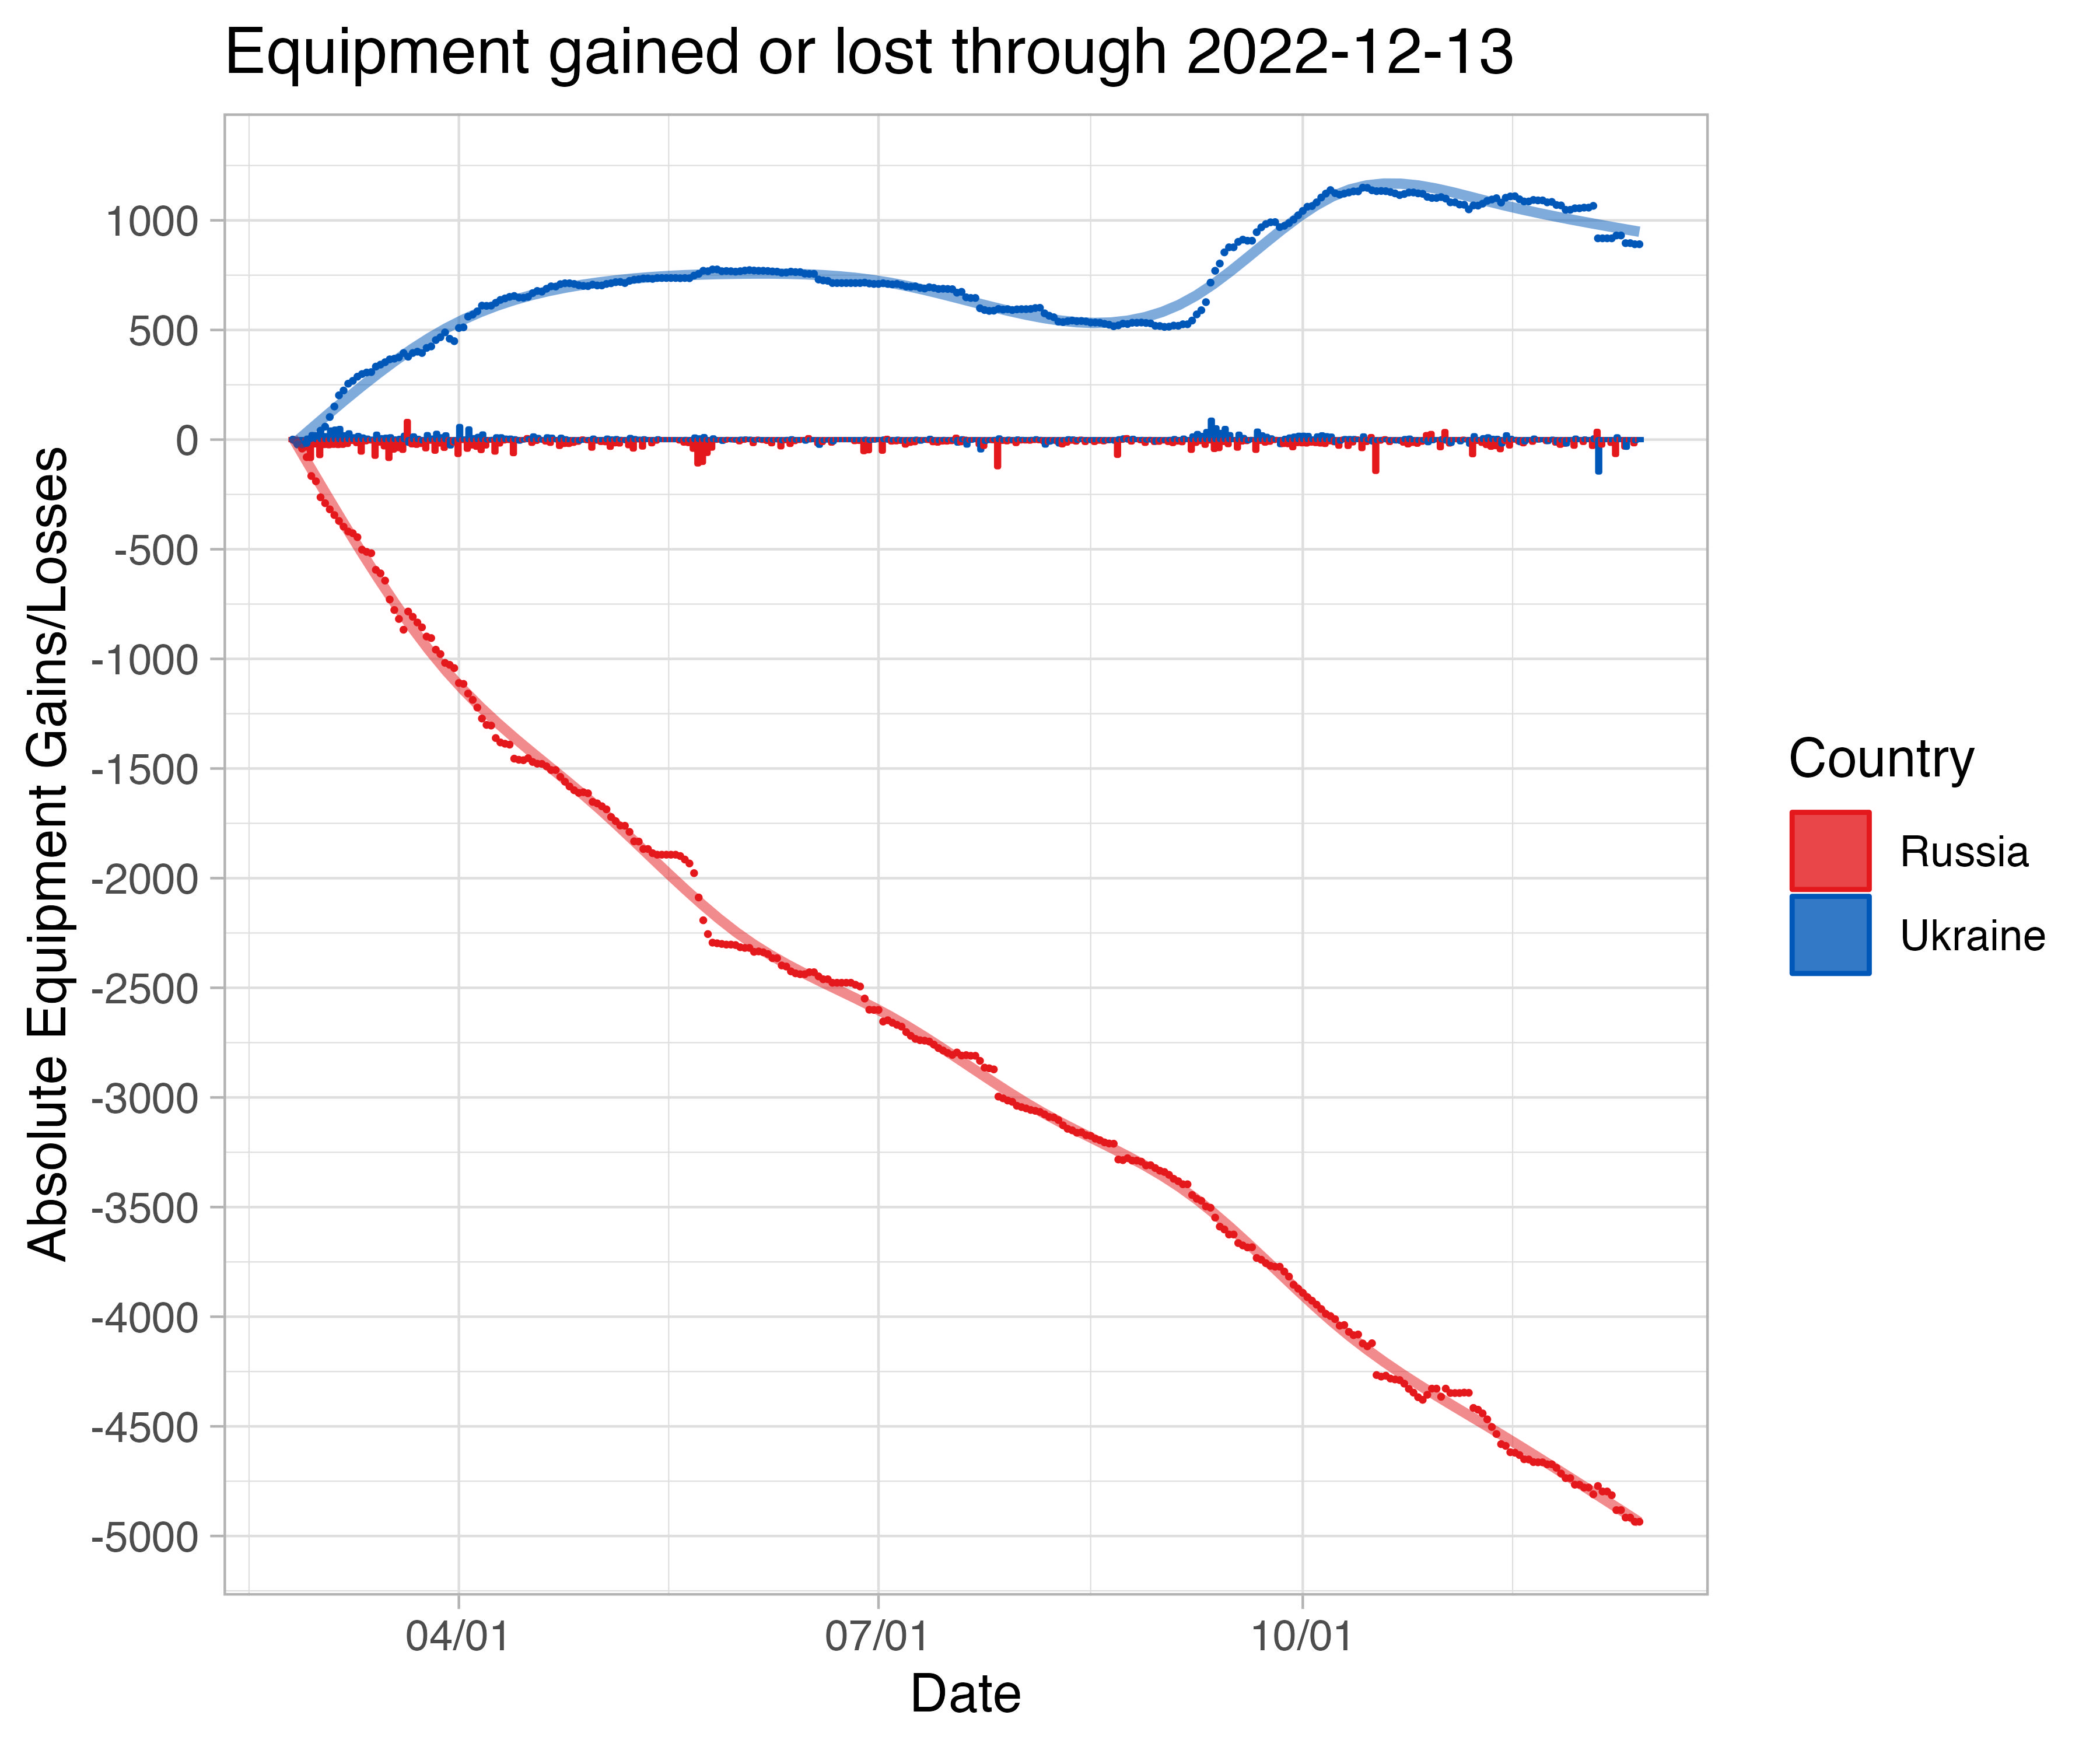 Equipment gained or lost through 2022-12-13
Absolute Equipment Gains/Losses
1000
500
0
-500
-1000
-1500
-2000
-2500
-3000
-3500
-4000
-4500
-5000
04/01
07/01
10/01
Date
Country
Russia
Ukraine